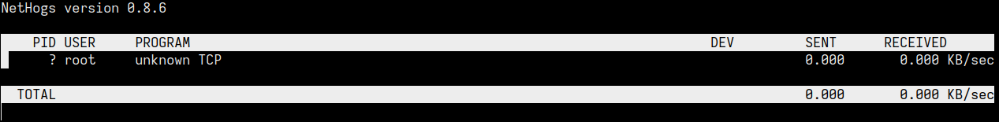 NetHogs version 0.8.6
PID USER PROGRAM DEV SENT RECEIVED
? root unknown TCP 0.000 0.000 KB/sec
TOTAL 0.000 0.000 KB/sec